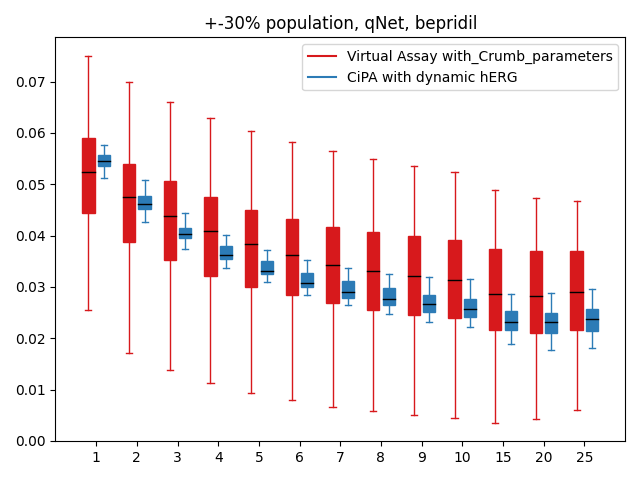 +-30% population, qNet, bepridil
Virtual Assay with_Crumb_parameters
CiPA with dynamic hERG
0.07
0.06
0.05
0.04
0.03
0.02
0.01
0.00
1 2 3 4 5 6 7 8 9 10 15 20 25